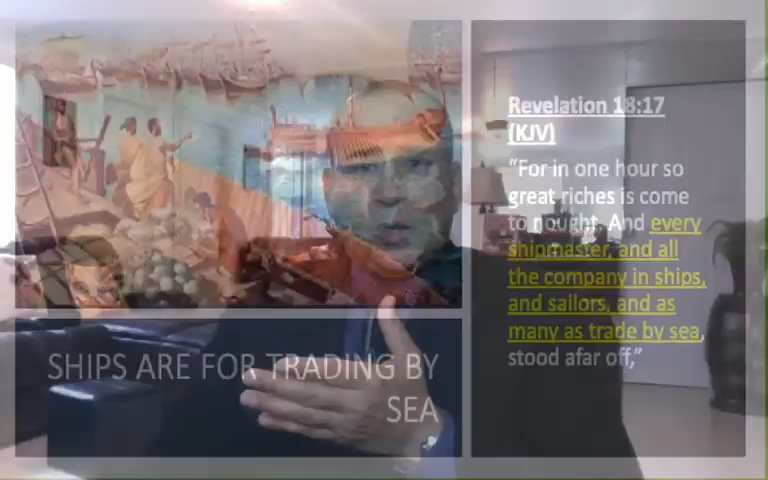 Revelation 18:17
(KJV)
“For in one hour so
great riches is come
to nought. And every
shipmaster, and all
the company in ships,
and sailors, and as
many as trade by sea,
stood afar off,”
SHIPS ARE FOR TRADING BY
SEA